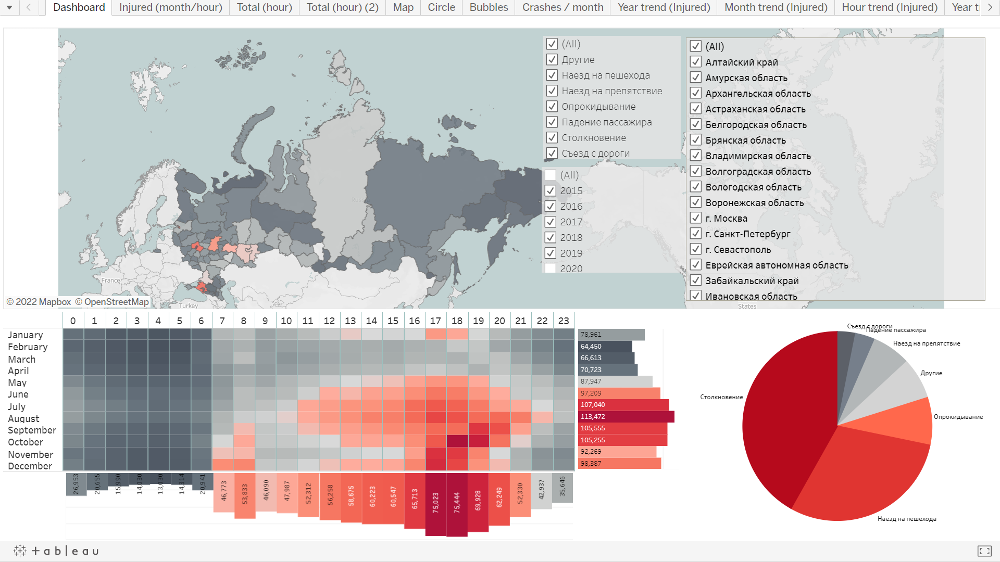 Dashboard
Injured (month/hour)
Total (hour)
Total (hour) (2)
Map
Circle
Bubbles
Crashes / month
Year trend (Injured)
Month trend (Injured)
Hour trend (Injured)
Year t
(All)
Другие
Наезд на пешехода
Наезд на препятствие
Опрокидывание
Падение пассажира
Столкновение
Съезд с дороги
(All)
2015
2016
2017
2018
2019
2020
(All)
Алтайский край
Амурская область
Архангельская область
Астраханская область
Белгородская область
Брянская область
Владимирская область
Волгоградская область
Вологодская область
Воронежская область
г. Москва
г. Санкт-Петербург
г. Севастополь
Еврейская автономная область
Забайкальский край
Ивановская область
Russia
France
Turkey
States
© 2022 Mapbox © OpenStreetMap
0 1 2 3 4 5 6 7 8 9 10 11 12 13 14 15 16 17 18 19 20 21 22 23
January 78,961
February 64,450
March 66,613
April 70,723
May 87,947
June 97,209
July 107,040
August 113,472
September 105,555
October 105,255
November 92,269
December 98,387
26,953 20,655 15,990 14,030 13,030 14,314 20,941 46,773 53,833 46,090 47,987 52,312 56,258 58,675 60,223 60,547 65,713 75,023 75,444 69,928 62,249 52,330 42,937 35,646
Съезд с дороги
Падение пассажира
Наезд на препятствие
Другие
Столкновение
Опрокидывание
Наезд на пешехода
+ableau